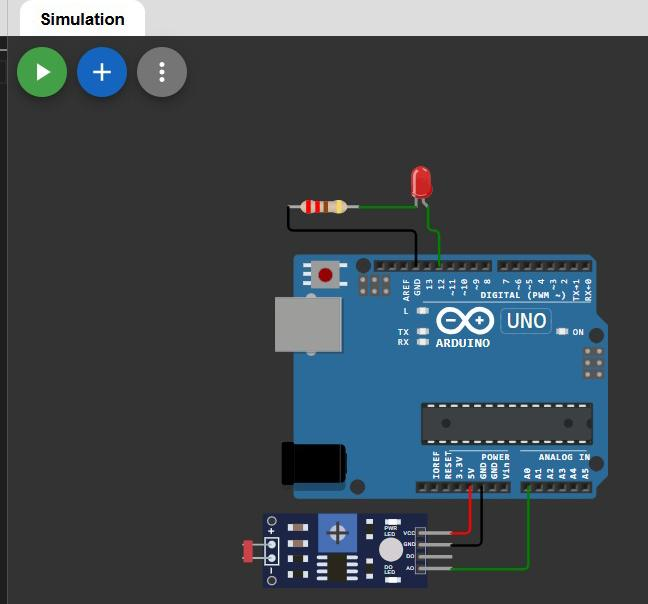 Simulation
AREF
GND
13
12
~11
~10
~9
8
7
~6
~5
4
~3
2
TX→1
RX←0
DIGITAL (PWM ~)
L
TX
RX
ARDUINO
UNO
ON
IOREF
RESET
3.3V
5V
GND
GND
Vin
POWER
ANALOG IN
A0
A1
A2
A3
A4
A5
+
PWR
LED
VCC
GND
DO
DO
LED
AO